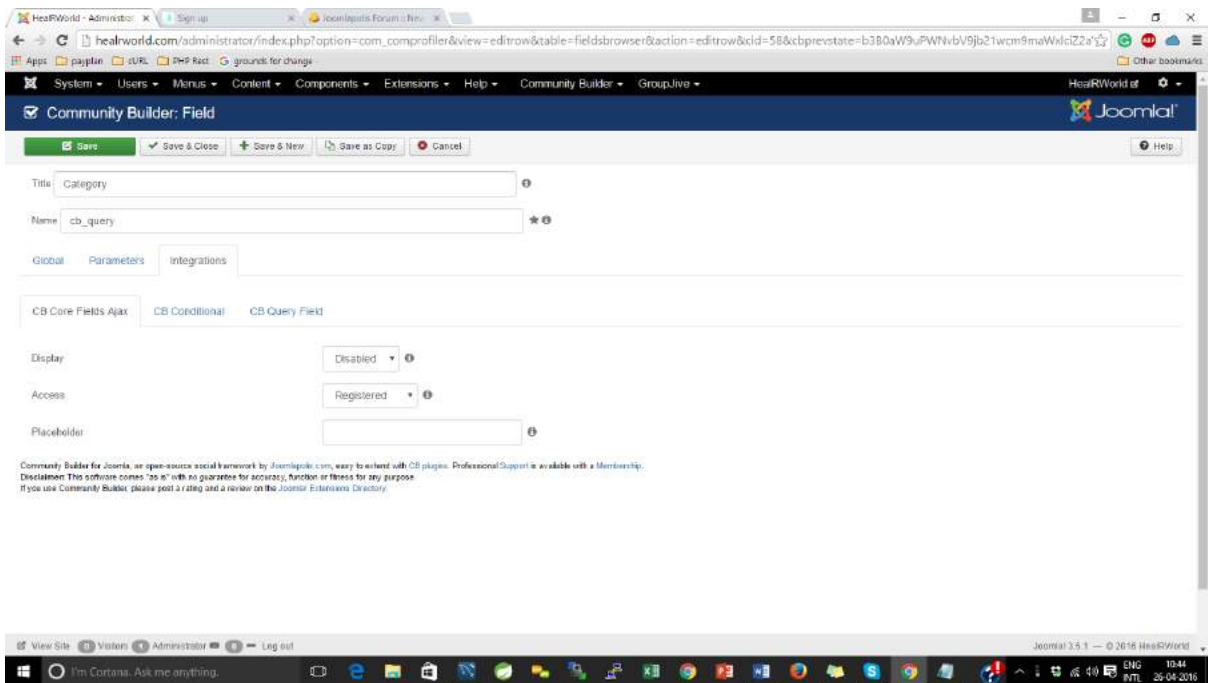 HealRWorld - Administrat
Sign up
healrworld.com/administrator/index.php?option=com_comprofiler&view=editrow&table=fieldsbrowser&action=editrow&cid=58&cbprevstate=
Apps payplan cURL PHP Rest grounds for change Other bookmarks
System Users Menus Content Components Extensions Help Community Builder GroupJive HealRWorld
Community Builder: Field Joomla!
Save Save & Close Save & New Save as Copy Cancel Help
Title Category
Name cb_query
Global Parameters Integrations
CB Core Fields Ajax CB Conditional CB Query Field
Display Disabled
Access Registered
Placeholder
Community Builder for Joomla, an open-source social framework by Joomlapolis.com, easy to extend with CB plugins. Professional Support is available with a Membership.
Disclaimer: This software comes "as is" with no guarantee for accuracy, function or fitness for any purpose.
If you use Community Builder, please post a rating and a review on the Joomla! Extensions Directory.
View Site Visitors Administrator Log out Joomla! 3.5.1 — © 2016 HealRWorld
I'm Cortana. Ask me anything. ENG 10:44
INTL 26-04-2016